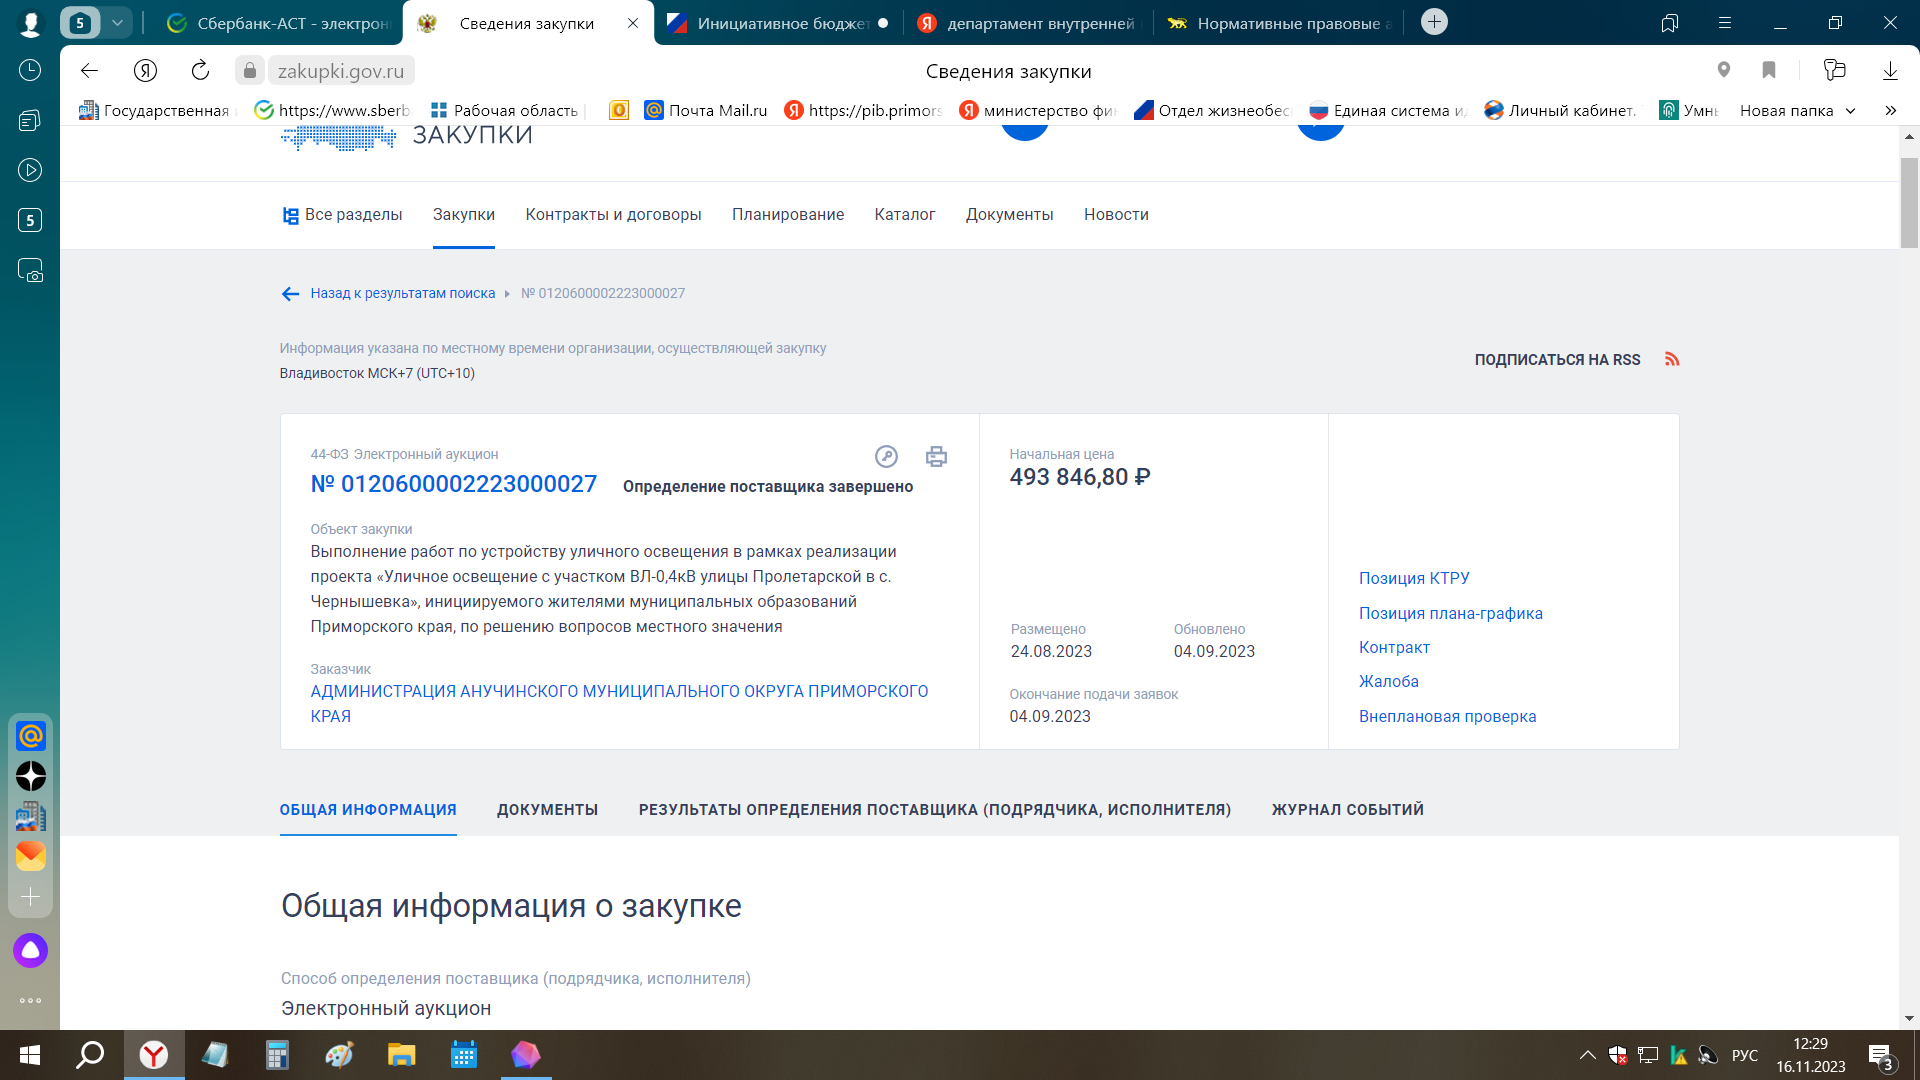 5
Сбербанк-АСТ - электрон
Сведения закупки
Инициативное бюджет
департамент внутренней
Нормативные правовые а
zakupki.gov.ru
Сведения закупки
Государственная
https://www.sberb
Рабочая область
Почта Mail.ru
https://pib.primors
министерство фин
Отдел жизнеобес
Единая система ид
Личный кабинет.
Умны
Новая папка
ЗАКУПКИ
Все разделы
Закупки
Контракты и договоры
Планирование
Каталог
Документы
Новости
5
Назад к результатам поиска
№ 0120600002223000027
Информация указана по местному времени организации, осуществляющей закупку
Владивосток МСК+7 (UTC+10)
ПОДПИСАТЬСЯ НА RSS
44-ФЗ Электронный аукцион
№ 0120600002223000027
Определение поставщика завершено
Объект закупки
Выполнение работ по устройству уличного освещения в рамках реализации
проекта «Уличное освещение с участком ВЛ-0,4кВ улицы Пролетарской в с.
Чернышевка», инициируемого жителями муниципальных образований
Приморского края, по решению вопросов местного значения
Заказчик
АДМИНИСТРАЦИЯ АНУЧИНСКОГО МУНИЦИПАЛЬНОГО ОКРУГА ПРИМОРСКОГО
КРАЯ
Начальная цена
493 846,80 ₽
Размещено
24.08.2023
Обновлено
04.09.2023
Окончание подачи заявок
04.09.2023
Позиция КТРУ
Позиция плана-графика
Контракт
Жалоба
Внеплановая проверка
ОБЩАЯ ИНФОРМАЦИЯ
ДОКУМЕНТЫ
РЕЗУЛЬТАТЫ ОПРЕДЕЛЕНИЯ ПОСТАВЩИКА (ПОДРЯДЧИКА, ИСПОЛНИТЕЛЯ)
ЖУРНАЛ СОБЫТИЙ
Общая информация о закупке
Способ определения поставщика (подрядчика, исполнителя)
Электронный аукцион
РУС
12:29
16.11.2023
3